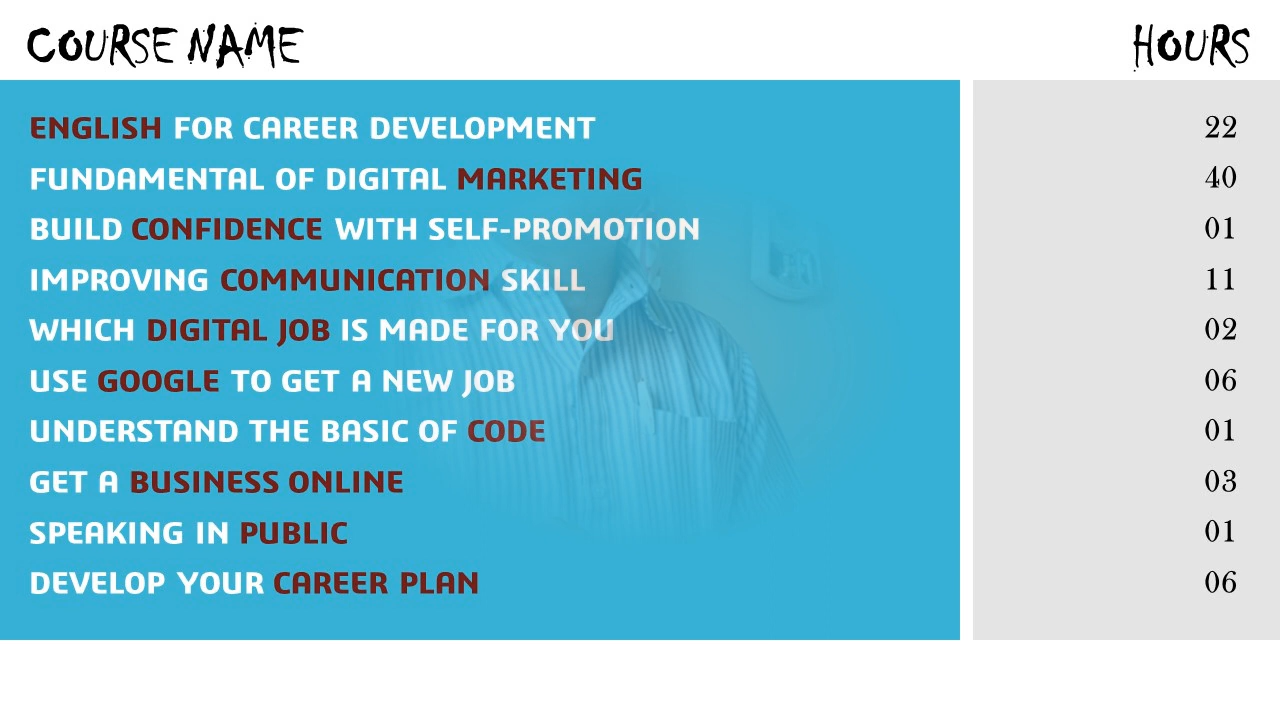 COURSE NAME HOURS
ENGLISH FOR CAREER DEVELOPMENT 22
FUNDAMENTAL OF DIGITAL MARKETING 40
BUILD CONFIDENCE WITH SELF-PROMOTION 01
IMPROVING COMMUNICATION SKILL 11
WHICH DIGITAL JOB IS MADE FOR YOU 02
USE GOOGLE TO GET A NEW JOB 06
UNDERSTAND THE BASIC OF CODE 01
GET A BUSINESS ONLINE 03
SPEAKING IN PUBLIC 01
DEVELOP YOUR CAREER PLAN 06